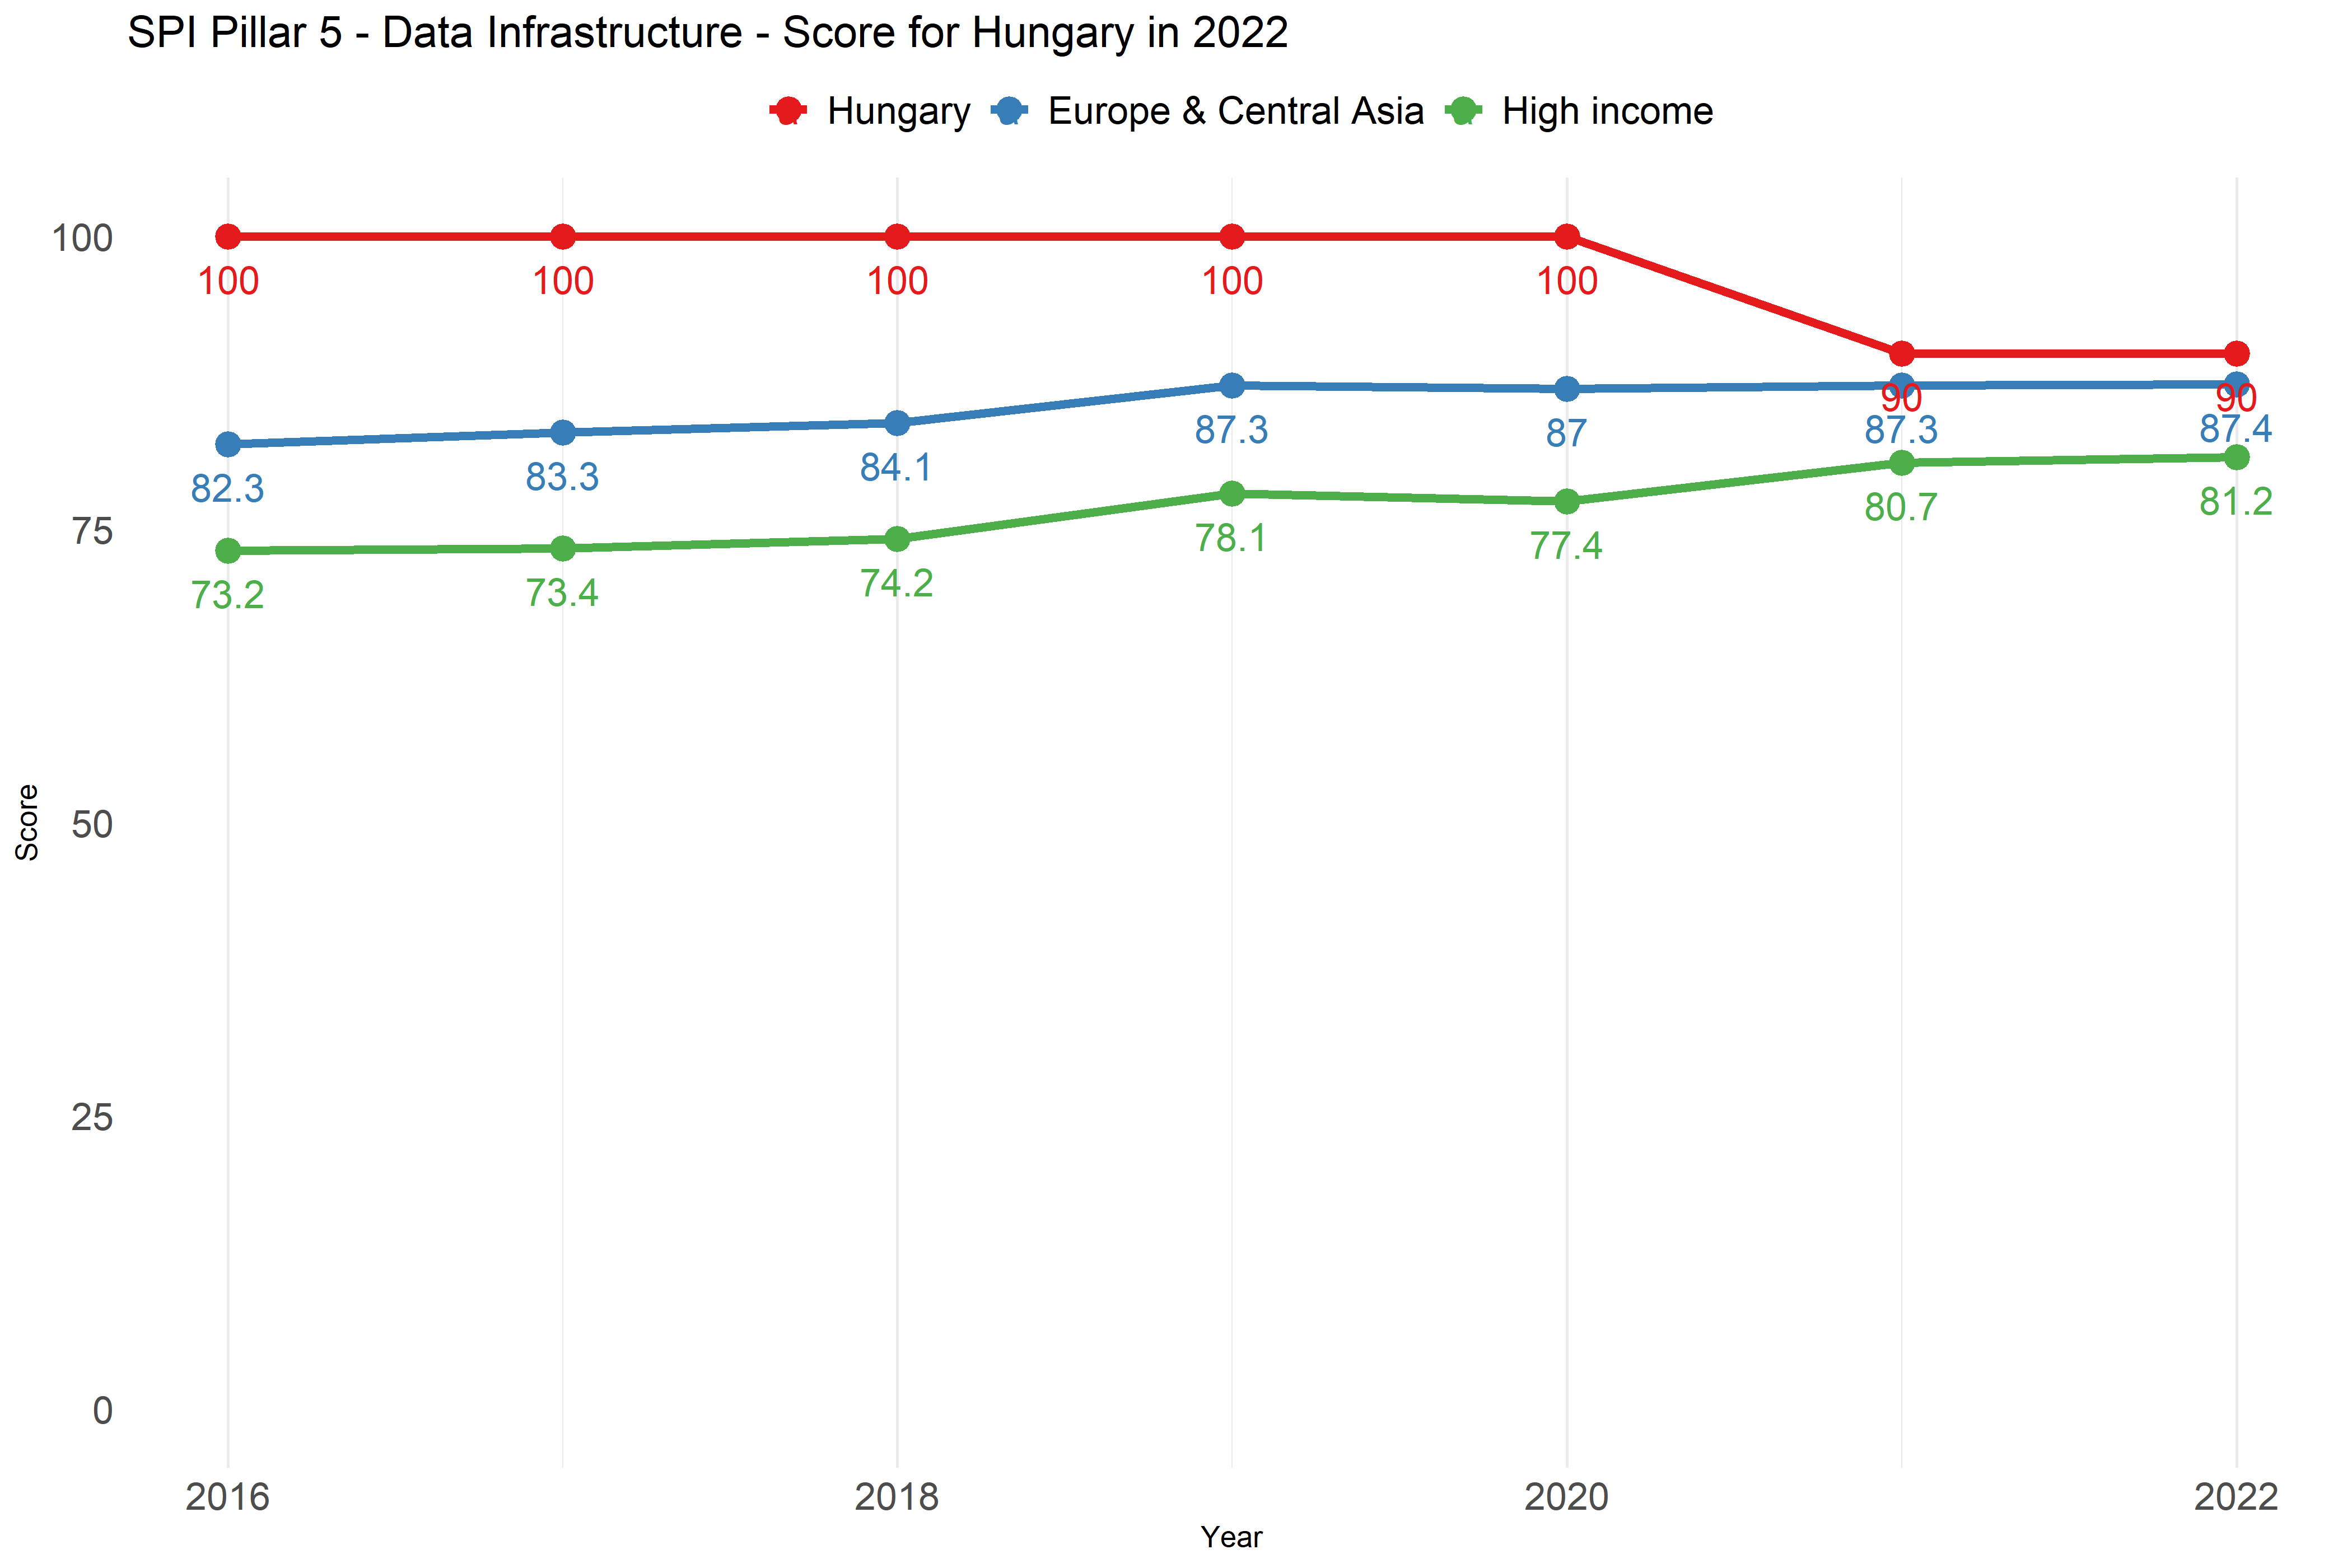 SPI Pillar 5 - Data Infrastructure - Score for Hungary in 2022
Hungary Europe & Central Asia High income
100
100 100 100 100 100
90 90
87.3 87 87.3 87.4
82.3 83.3 84.1
81.2
80.7
78.1 77.4
75
73.2 73.4 74.2
Score
50
25
0
2016 2018 2020 2022
Year